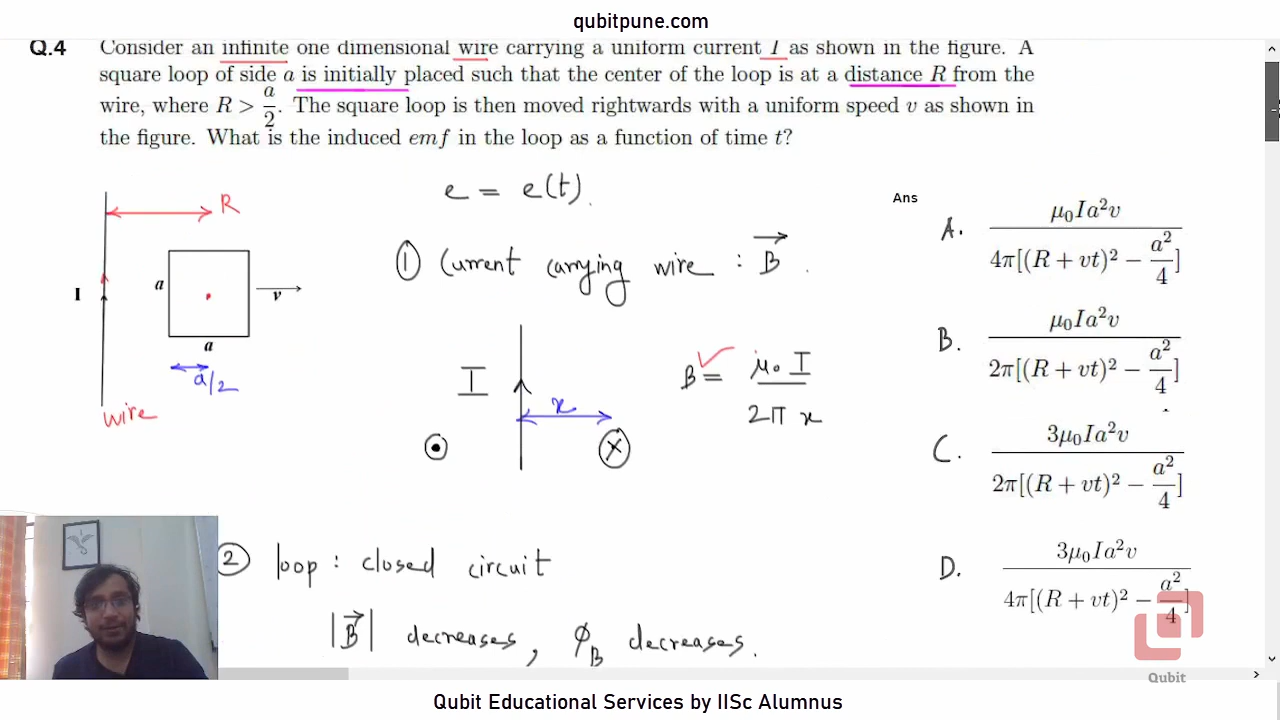 qubitpune.com
Q.4 Consider an infinite one dimensional wire carrying a uniform current I as shown in the figure. A
square loop of side a is initially placed such that the center of the loop is at a distance R from the
wire, where R > a/2. The square loop is then moved rightwards with a uniform speed v as shown in
the figure. What is the induced emf in the loop as a function of time t?
e = e(t).
Ans
R
A. μ₀Ia²v / 4π[(R + vt)² − a²/4]
① Current carrying wire : B⃗.
I
a
v
a
a/2
wire
B. μ₀Ia²v / 2π[(R + vt)² − a²/4]
I
x
B = μ₀ I / 2π x
C. 3μ₀Ia²v / 2π[(R + vt)² − a²/4]
② loop : closed circuit
D. 3μ₀Ia²v / 4π[(R + vt)² − a²/4]
|B⃗| decreases, ϕ_B decreases.
Qubit
Qubit Educational Services by IISc Alumnus